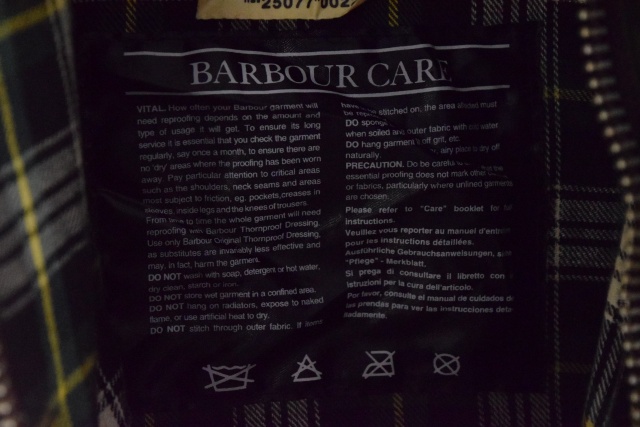 25077
BARBOUR CARE
VITAL. How often your Barbour garment will
need reproofing depends on the amount and
type of usage it will get. To ensure its long
service it is essential that you check the garment
regularly, say once a month, to ensure there are
no 'dry' areas where the proofing has been worn
away. Pay particular attention to critical areas
such as the shoulders, neck seams and areas
most subject to friction, eg. pockets, creases in
sleeves, inside legs and the knees of trousers.
From time to time the whole garment will need
reproofing with Barbour Thornproof Dressing.
Use only Barbour Original Thornproof Dressing,
as substitutes are invariably less effective and
may, in fact, harm the garment.
DO NOT wash with soap, detergent or hot water,
dry clean, starch or iron.
DO NOT store wet garment in a confined area.
DO NOT hang on radiators, expose to naked
flame, or use artificial heat to dry.
DO NOT stitch through outer fabric. If items
have stitched on, the area must
be
DO sponge
when soiled outer fabric with water.
DO hang garment off grit, etc.
naturally. dry off
PRECAUTION. Do be careful the
essential proofing does not mark other
or fabrics, particularly where unlined garments
are chosen.
Please refer to "Care" booklet for full
instructions.
Veuillez vous reporter au manuel d'entretien
pour les instructions détaillées.
Ausführliche Gebrauchsanweisungen,
"Pflege" - Merkblatt.
Si prega di consultare il libretto con
istruzioni per la cura dell'articolo.
Por favor, consulte el manual de cuidados
las prendas para ver las instrucciones deta-